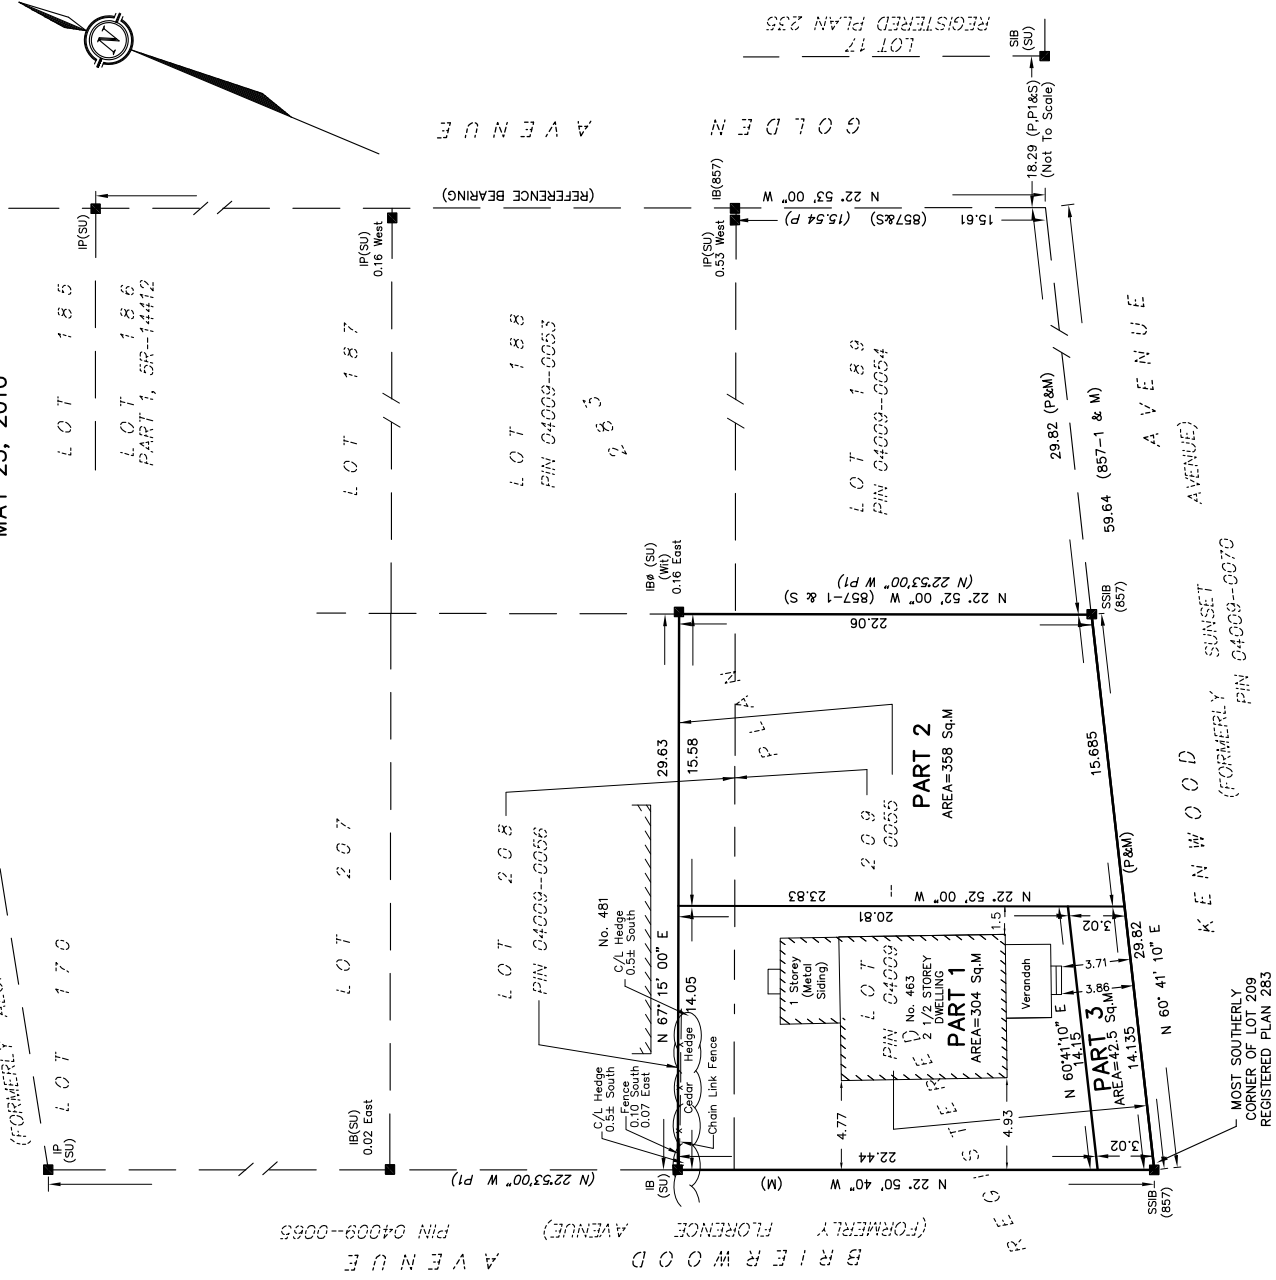 MAY 25, 2016
N
REGISTERED PLAN 235
LOT 17
SIB
(SU)
18.29 (P,P1&S)
(Not To Scale)
GOLDEN AVENUE
IP(SU)
(REFERENCE BEARING)
IB(857)
N 22° 53' 00" W
IP(SU)
0.16 West
IP(SU)
0.53 West
(857&S) (15.54 P)
15.61
LOT 185
LOT 186
PART 1, 5R-14412
LOT 187
LOT 188
PIN 04009-0053
283
LOT 189
PIN 04009-0054
29.82 (P&M)
59.64 (857-1 & M)
KENWOOD AVENUE
(FORMERLY SUNSET AVENUE)
PIN 04009-0070
IBø (SU)
(Wit)
0.16 East
(N 22°53'00" W P1)
N 22° 52' 00" W (857-1 & S)
22.06
SSIB
(857)
PLAN
29.63
15.58
PART 2
AREA=358 Sq.M
15.685
(P&M)
LOT 170
LOT 207
LOT 208
PIN 04009-0056
209
0055
No. 481
C/L Hedge
0.5± South
N 67° 15' 00" E
14.05
23.83
N 22° 52' 00" W
20.81
1.5
3.02
29.82
1 Storey
(Metal
Siding)
LOT
PIN 04009
No. 463
2 1/2 STOREY
DWELLING
PART 1
AREA=304 Sq.M
Verandah
3.71
3.86
N 60°41'10" E
14.15
PART 3
AREA=42.5 Sq.M
14.135
N 60° 41' 10" E
IP
(SU)
IB(SU)
0.02 East
C/L Hedge
0.5± South
Fence
0.10 South
0.07 East
Cedar Hedge
Chain Link Fence
4.77
4.93
22.44
3.02
REGISTERED
IB
(SU)
(N 22°53'00" W P1)
N 22° 50' 40" W (M)
SSIB
(857)
MOST SOUTHERLY
CORNER OF LOT 209
REGISTERED PLAN 283
(FORMERLY FLORENCE AVENUE) PIN 04009-0065
BRIERWOOD AVENUE
(FORMERLY